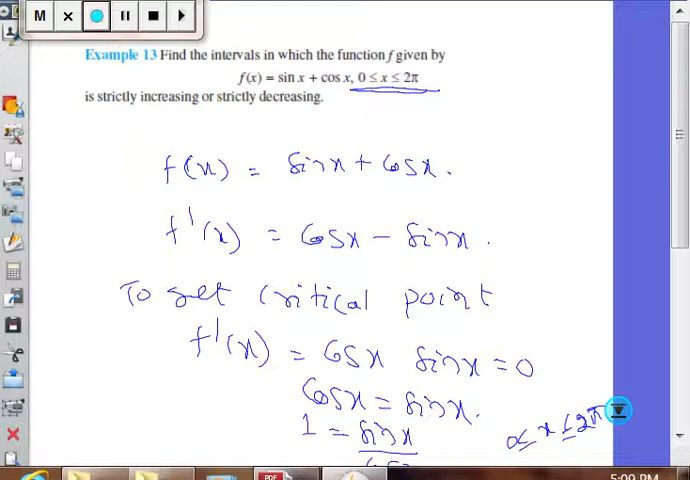 M
Example 13 Find the intervals in which the function f given by
f(x) = sin x + cos x, 0 ≤ x ≤ 2π
is strictly increasing or strictly decreasing.
f(x) = sinx + cosx.
f'(x) = cosx - sinx.
To get critical point
f'(x) = cosx sinx = 0
cosx = sinx.
1 = sinx
0 ≤ x ≤ 2π
PDF
5:09 PM